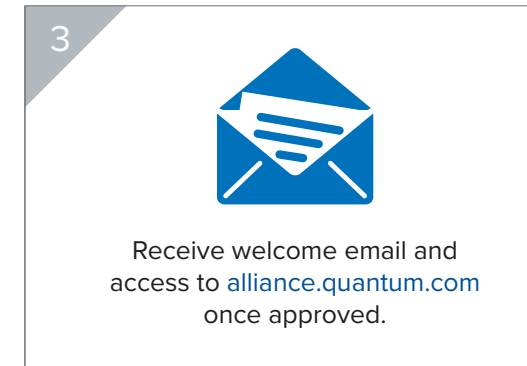 3
Receive welcome email and
access to alliance.quantum.com
once approved.